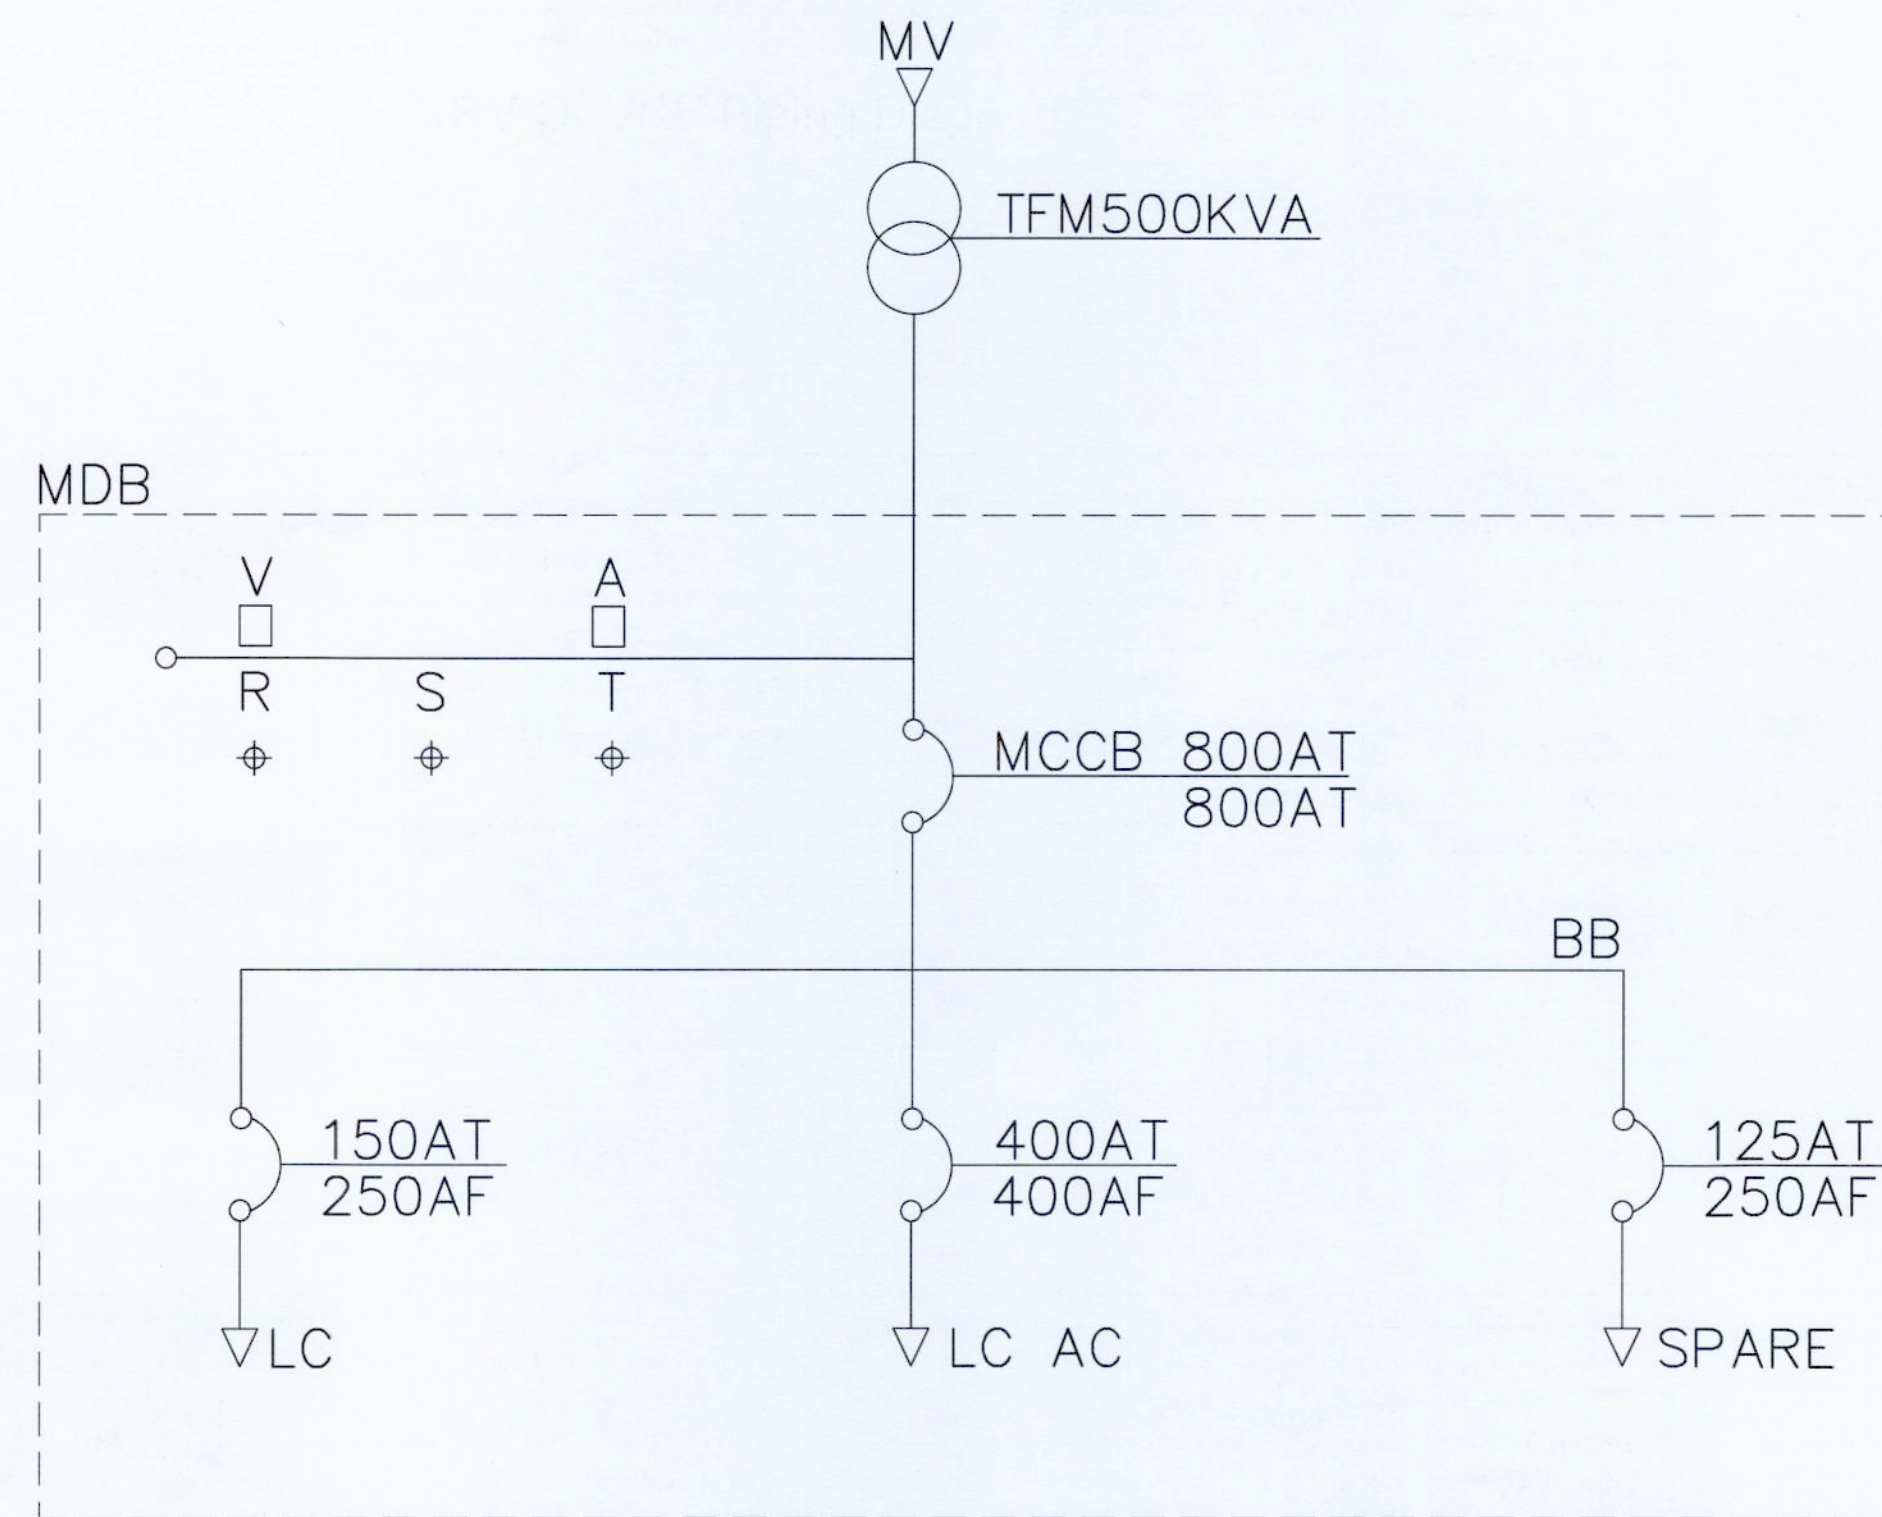 MV
TFM500KVA
MDB
V A
R S T
MCCB 800AT
800AT
BB
150AT
250AF
400AT
400AF
125AT
250AF
LC
LC AC
SPARE